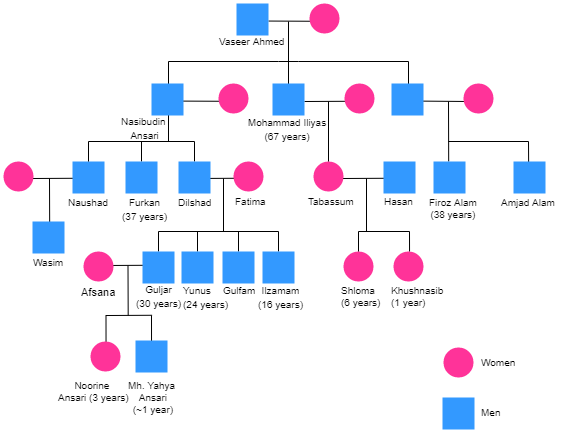 Vaseer Ahmed
Nasibudin
Ansari
Mohammad Iliyas
(67 years)
Naushad
Furkan
(37 years)
Dilshad
Fatima
Tabassum
Hasan
Firoz Alam
(38 years)
Amjad Alam
Wasim
Afsana
Guljar
(30 years)
Yunus
(24 years)
Gulfam
Ilzamam
(16 years)
Shloma
(6 years)
Khushnasib
(1 year)
Noorine
Ansari (3 years)
Mh. Yahya
Ansari
(~1 year)
Women
Men